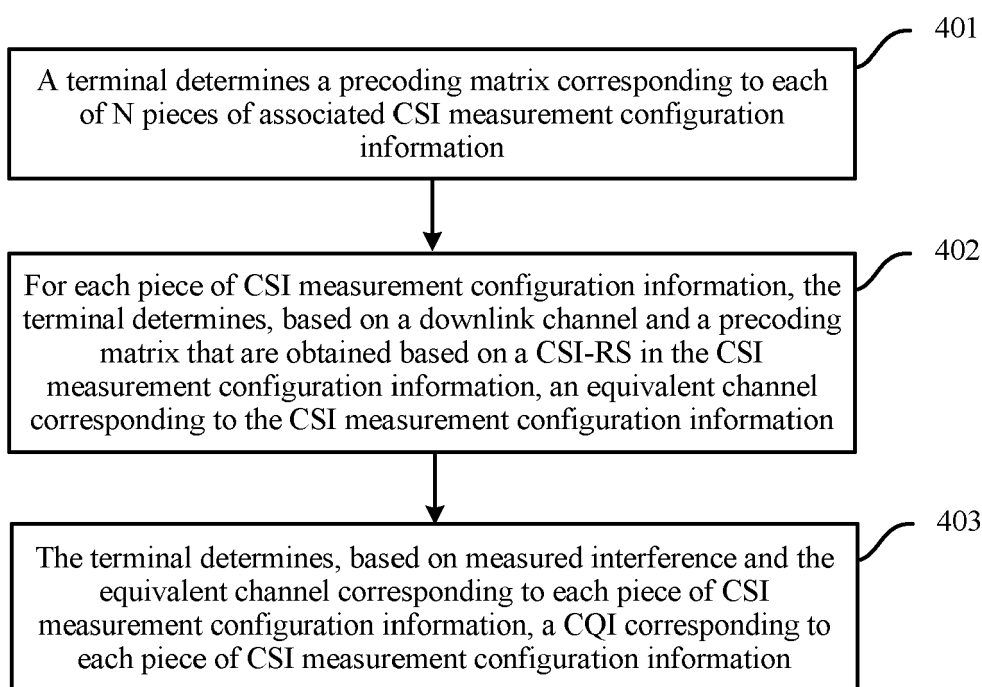 401
A terminal determines a precoding matrix corresponding to each
of N pieces of associated CSI measurement configuration
information
402
For each piece of CSI measurement configuration information, the
terminal determines, based on a downlink channel and a precoding
matrix that are obtained based on a CSI-RS in the CSI
measurement configuration information, an equivalent channel
corresponding to the CSI measurement configuration information
403
The terminal determines, based on measured interference and the
equivalent channel corresponding to each piece of CSI
measurement configuration information, a CQI corresponding to
each piece of CSI measurement configuration information